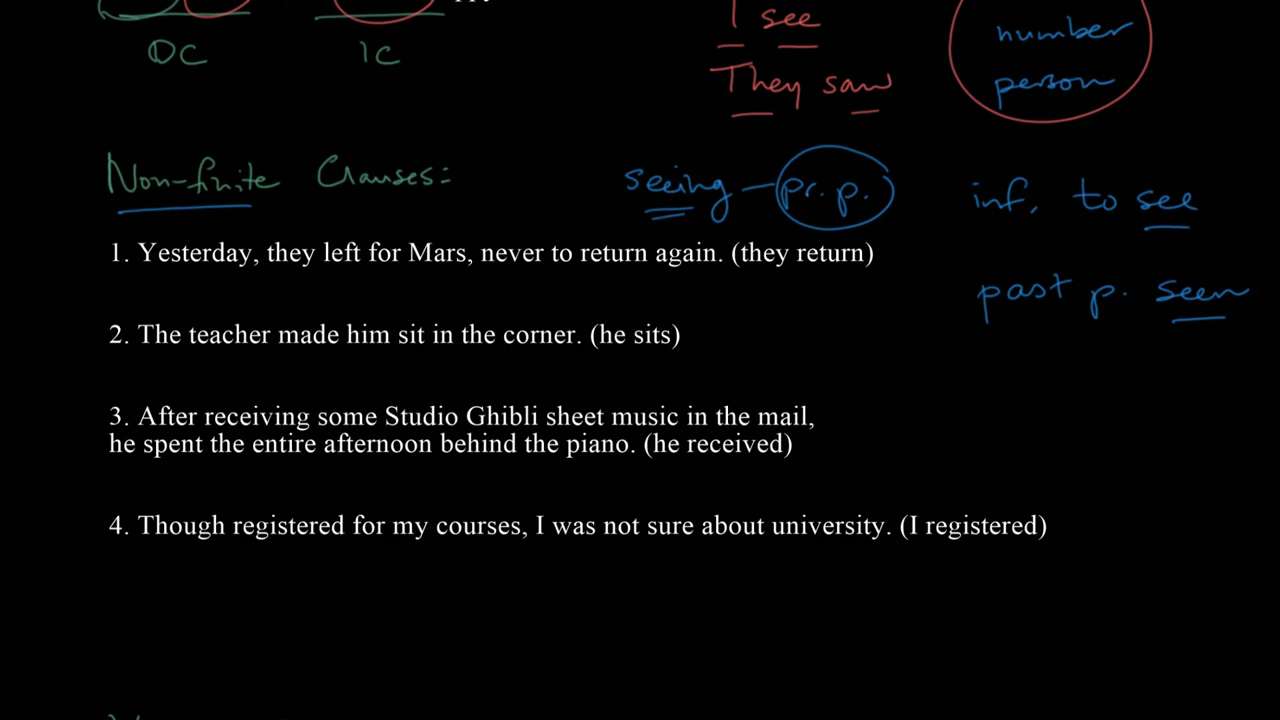 I see
number
They saw
person
DC
IC
Non-finite Clauses:
seeing — pr. p.
inf. to see
1. Yesterday, they left for Mars, never to return again. (they return)
past p. seen
2. The teacher made him sit in the corner. (he sits)
3. After receiving some Studio Ghibli sheet music in the mail,
he spent the entire afternoon behind the piano. (he received)
4. Though registered for my courses, I was not sure about university. (I registered)